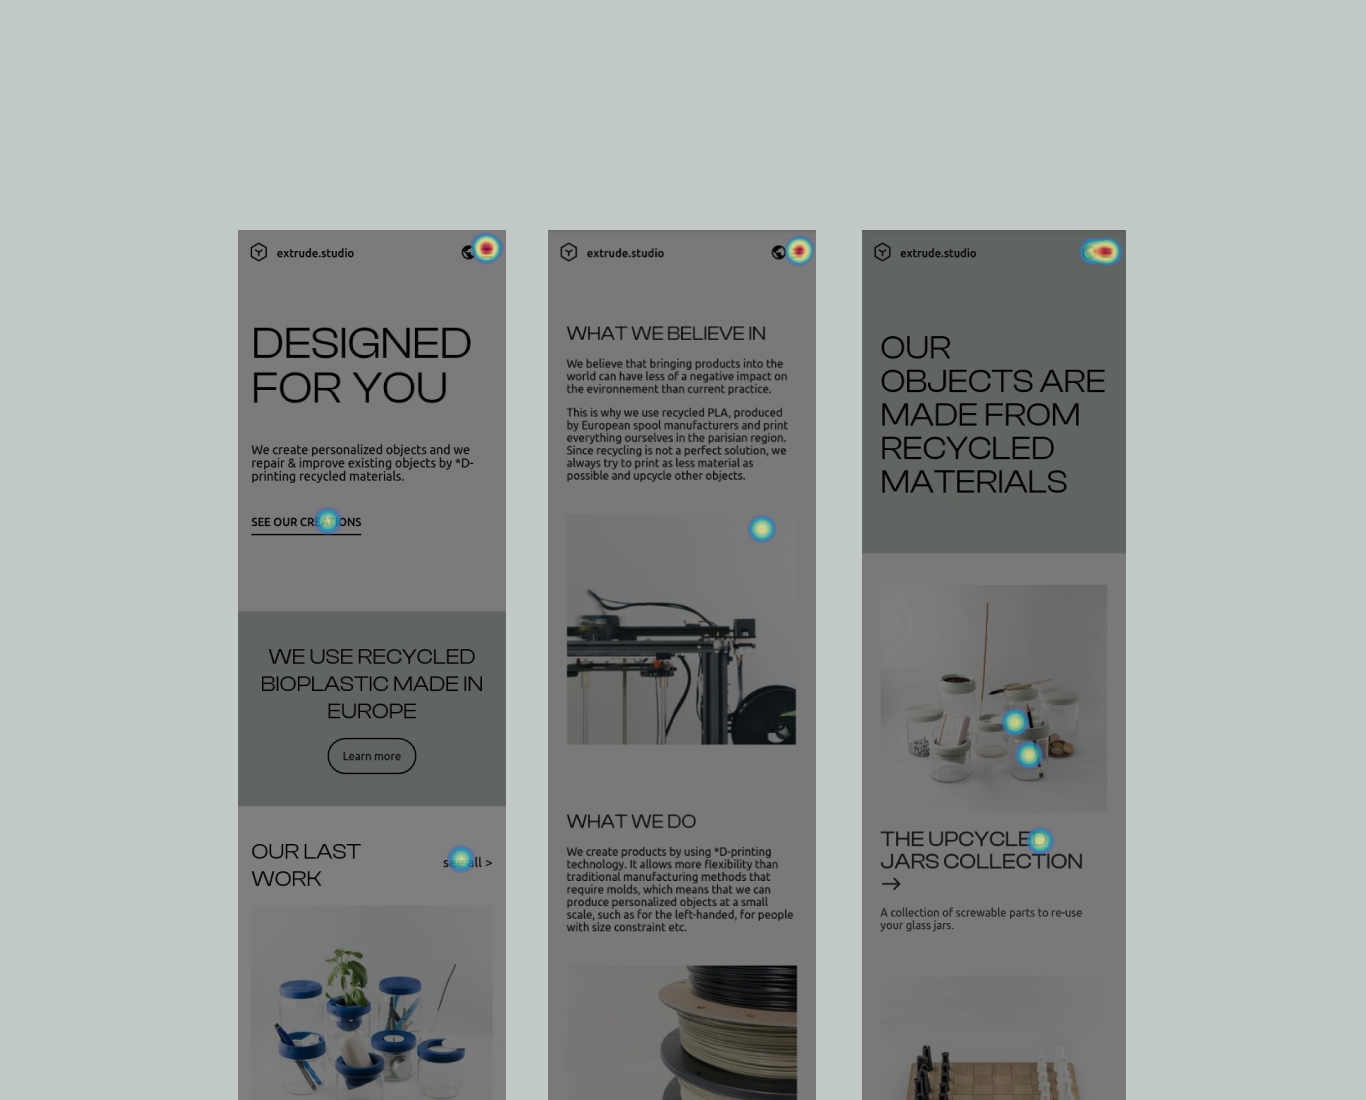 extrude.studio
DESIGNED
FOR YOU
We create personalized objects and we
repair & improve existing objects by *D-
printing recycled materials.
SEE OUR CREATIONS
WE USE RECYCLED
BIOPLASTIC MADE IN
EUROPE
Learn more
OUR LAST
WORK
see all >
extrude.studio
WHAT WE BELIEVE IN
We believe that bringing products into the
world can have less of a negative impact on
the evironnement than current practice.
This is why we use recycled PLA, produced
by European spool manufacturers and print
everything ourselves in the parisian region.
Since recycling is not a perfect solution, we
always try to print as less material as
possible and upcycle other objects.
WHAT WE DO
We create products by using *D-printing
technology. It allows more flexibility than
traditional manufacturing methods that
require molds, which means that we can
produce personalized objects at a small
scale, such as for the left-handed, for people
with size constraint etc.
extrude.studio
OUR
OBJECTS ARE
MADE FROM
RECYCLED
MATERIALS
THE UPCYCLED
JARS COLLECTION
→
A collection of screwable parts to re-use
your glass jars.